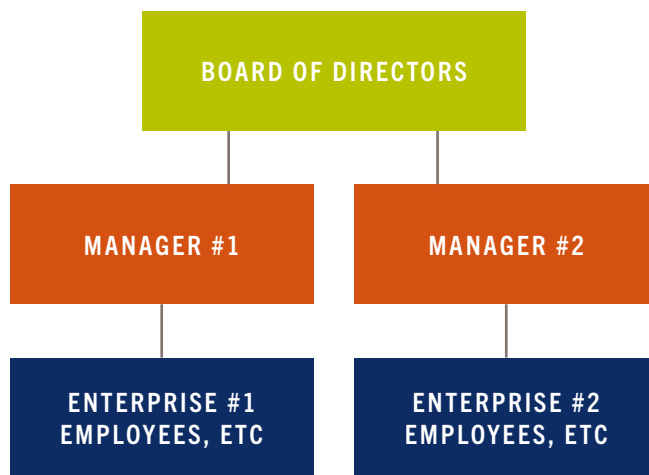 BOARD OF DIRECTORS
MANAGER #1
MANAGER #2
ENTERPRISE #1
EMPLOYEES, ETC
ENTERPRISE #2
EMPLOYEES, ETC